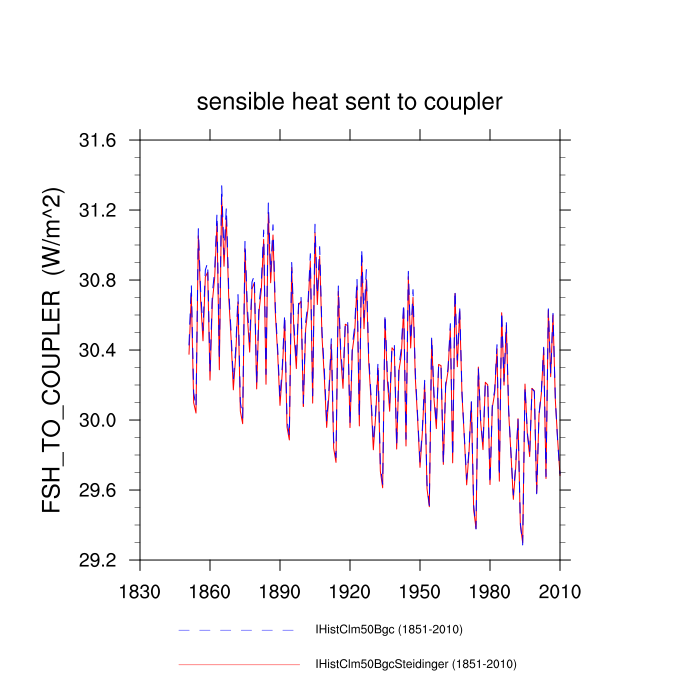 sensible heat sent to coupler
FSH_TO_COUPLER (W/m^2)
31.6
31.2
30.8
30.4
30.0
29.6
29.2
1830 1860 1890 1920 1950 1980 2010
IHistClm50Bgc (1851-2010)
IHistClm50BgcSteidinger (1851-2010)